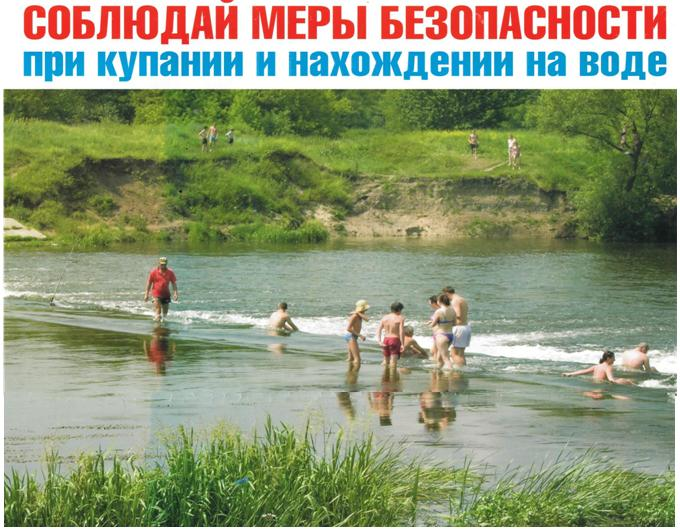 СОБЛЮДАЙ МЕРЫ БЕЗОПАСНОСТИ
при купании и нахождении на воде